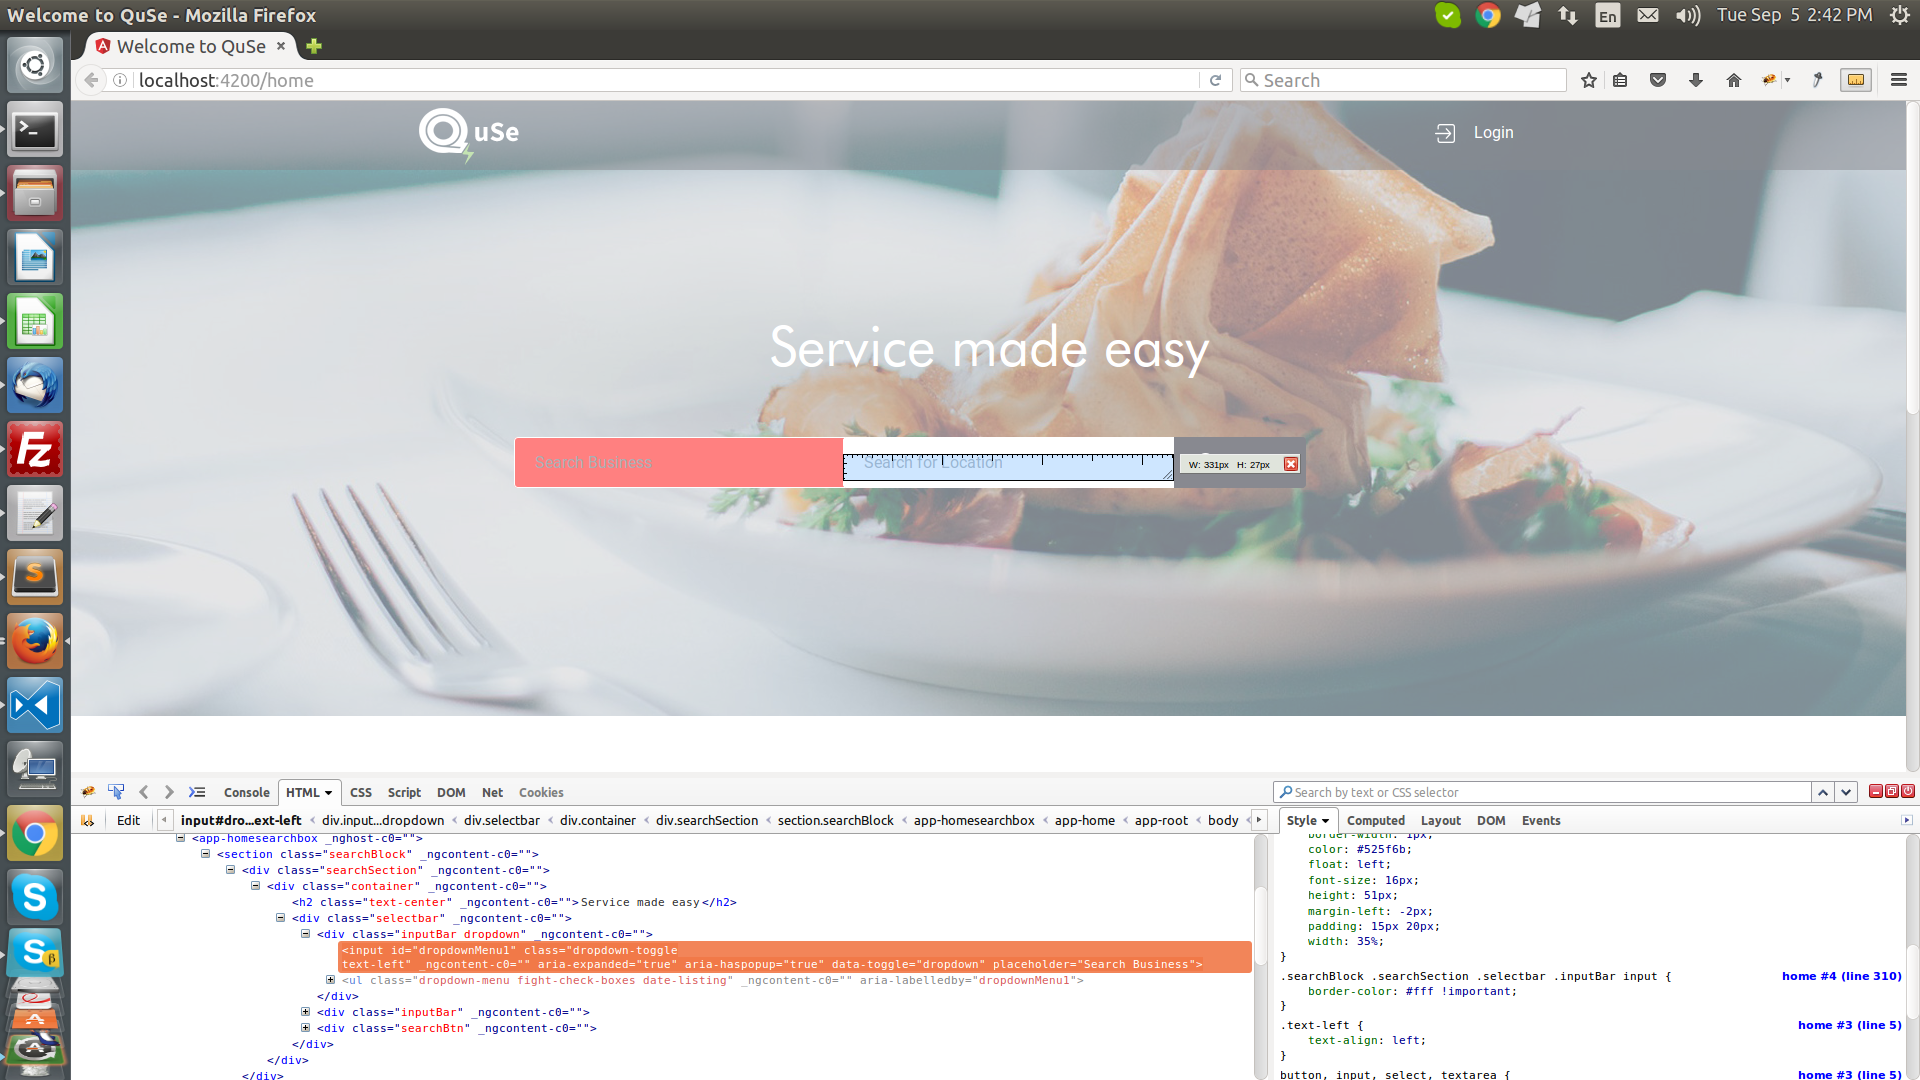 Welcome to QuSe - Mozilla Firefox
En
Tue Sep 5 2:42 PM
Welcome to QuSe
localhost:4200/home
Search
QuSe
Login
Service made easy
Search Business
Search for Location
W: 331px H: 27px
Console HTML CSS Script DOM Net Cookies
Search by text or CSS selector
Edit
input#dro...ext-left < div.input...dropdown < div.selectbar < div.container < div.searchSection < section.searchBlock < app-homesearchbox < app-home < app-root < body
Style Computed Layout DOM Events
<app-homesearchbox _nghost-c0="">
<section class="searchBlock" _ngcontent-c0="">
<div class="searchSection" _ngcontent-c0="">
<div class="container" _ngcontent-c0="">
<h2 class="text-center" _ngcontent-c0="">Service made easy</h2>
<div class="selectbar" _ngcontent-c0="">
<div class="inputBar dropdown" _ngcontent-c0="">
<input id="dropdownMenu1" class="dropdown-toggle
text-left" _ngcontent-c0="" aria-expanded="true" aria-haspopup="true" data-toggle="dropdown" placeholder="Search Business">
<ul class="dropdown-menu fight-check-boxes date-listing" _ngcontent-c0="" aria-labelledby="dropdownMenu1">
</div>
<div class="inputBar" _ngcontent-c0="">
<div class="searchBtn" _ngcontent-c0="">
</div>
</div>
</div>
border-width: 1px;
color: #525f6b;
float: left;
font-size: 16px;
height: 51px;
margin-left: -2px;
padding: 15px 20px;
width: 35%;
}
.searchBlock .searchSection .selectbar .inputBar input {
home #4 (line 310)
border-color: #fff !important;
}
.text-left {
home #3 (line 5)
text-align: left;
}
button, input, select, textarea {
home #3 (line 5)